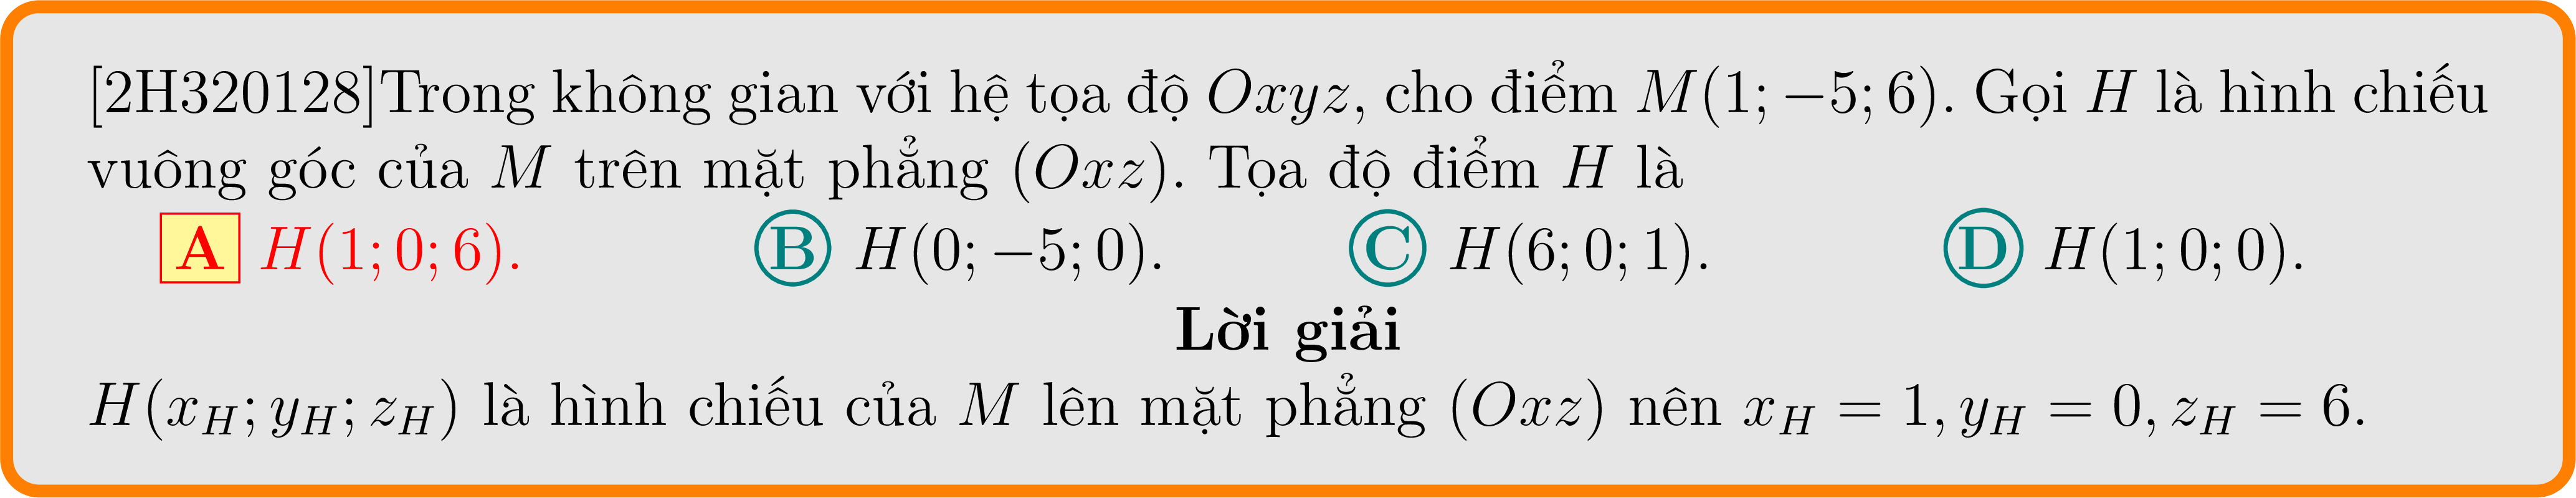 [2H320128]Trong không gian với hệ tọa độ Oxyz, cho điểm M(1; −5; 6). Gọi H là hình chiếu
vuông góc của M trên mặt phẳng (Oxz). Tọa độ điểm H là
A H(1; 0; 6). B H(0; −5; 0). C H(6; 0; 1). D H(1; 0; 0).
Lời giải
H(x_H; y_H; z_H) là hình chiếu của M lên mặt phẳng (Oxz) nên x_H = 1, y_H = 0, z_H = 6.